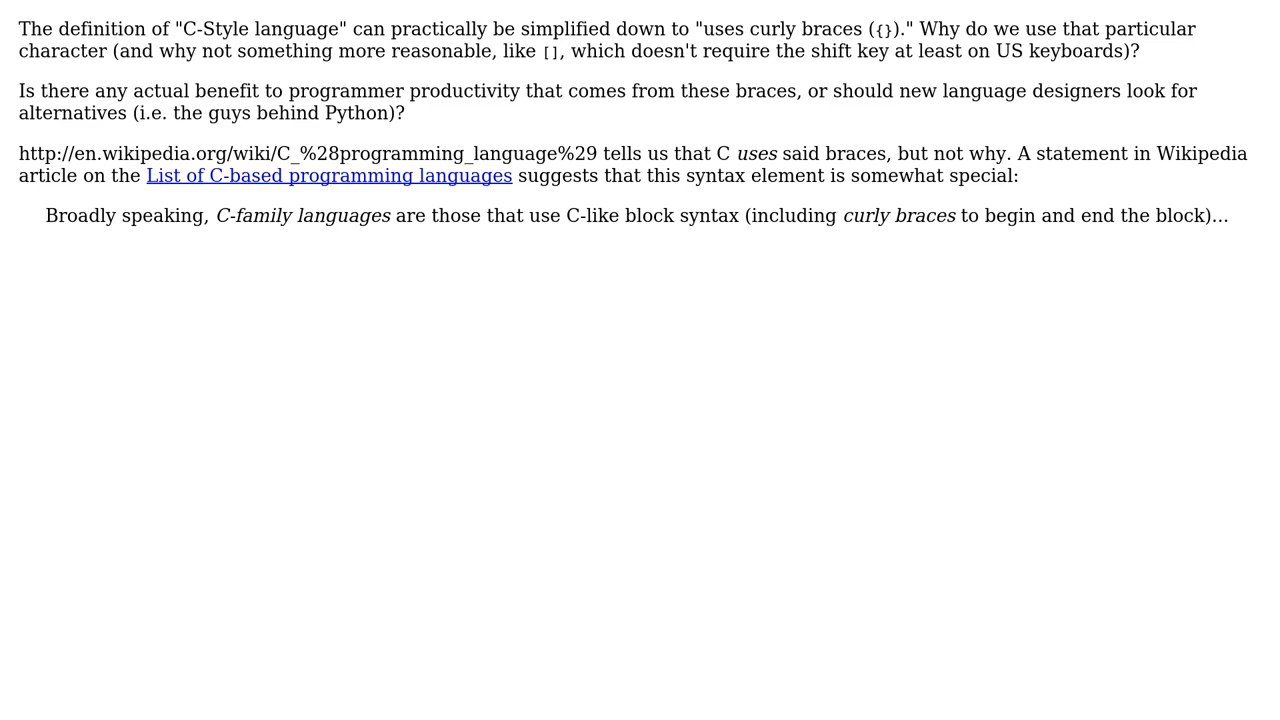 The definition of "C-Style language" can practically be simplified down to "uses curly braces ({})." Why do we use that particular
character (and why not something more reasonable, like [], which doesn't require the shift key at least on US keyboards)?
Is there any actual benefit to programmer productivity that comes from these braces, or should new language designers look for
alternatives (i.e. the guys behind Python)?
http://en.wikipedia.org/wiki/C_%28programming_language%29 tells us that C uses said braces, but not why. A statement in Wikipedia
article on the List of C-based programming languages suggests that this syntax element is somewhat special:
Broadly speaking, C-family languages are those that use C-like block syntax (including curly braces to begin and end the block)...